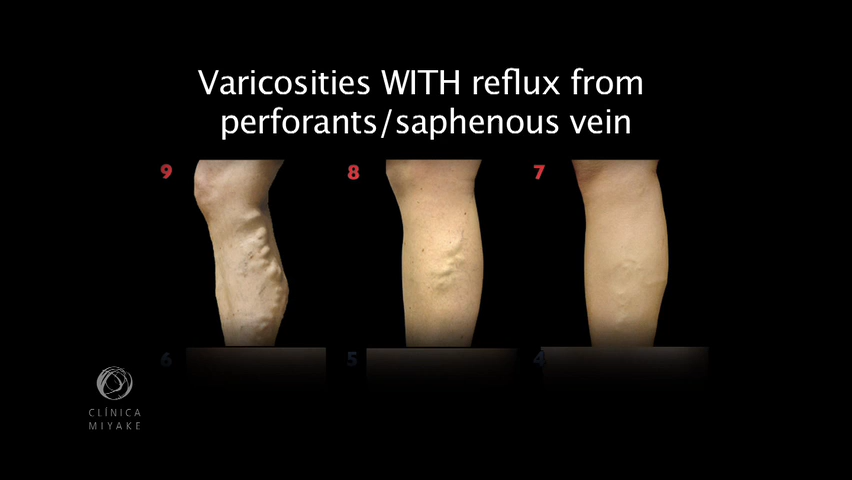 Varicosities WITH reflux from
perforants/saphenous vein
9 8 7
6 5 4
CLÍNICA
MIYAKE